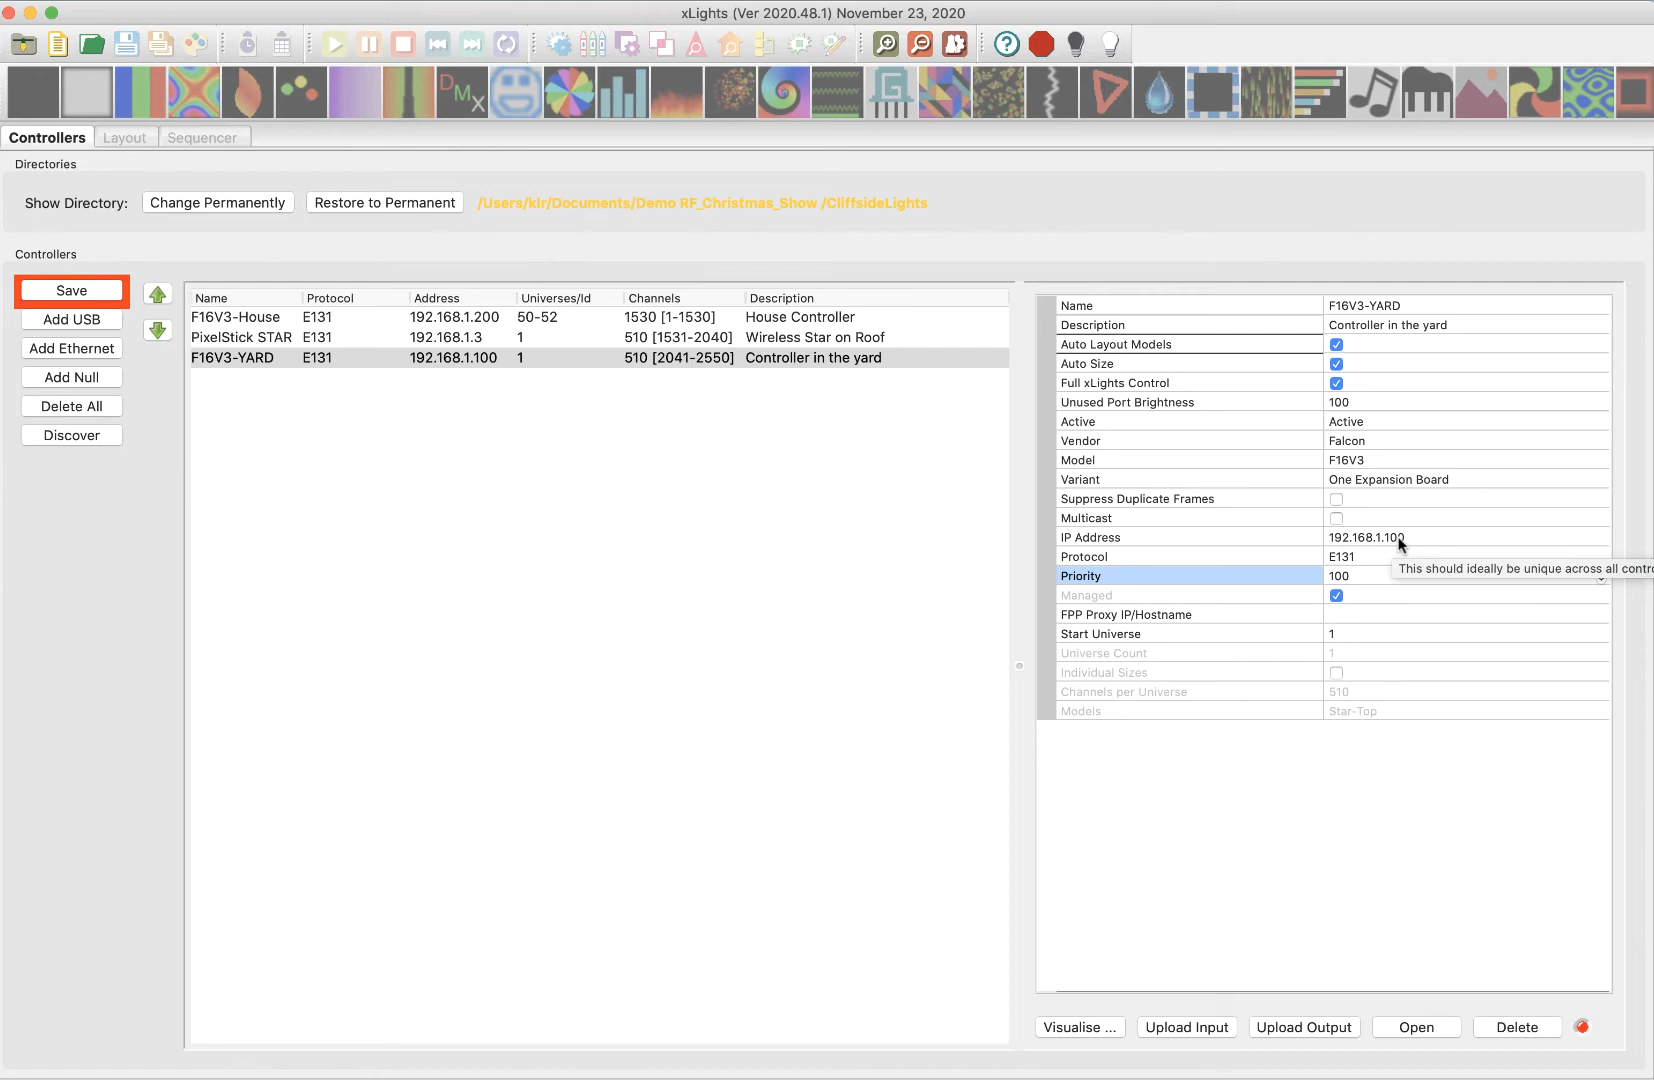 xLights (Ver 2020.48.1) November 23, 2020
DMX
Controllers Layout Sequencer
Directories
Show Directory: Change Permanently Restore to Permanent /Users/klr/Documents/Demo RF_Christmas_Show /CliffsideLights
Controllers
Save
Add USB
Add Ethernet
Add Null
Delete All
Discover
Name Protocol Address Universes/Id Channels Description
F16V3-House E131 192.168.1.200 50-52 1530 [1-1530] House Controller
PixelStick STAR E131 192.168.1.3 1 510 [1531-2040] Wireless Star on Roof
F16V3-YARD E131 192.168.1.100 1 510 [2041-2550] Controller in the yard
Name F16V3-YARD
Description Controller in the yard
Auto Layout Models
Auto Size
Full xLights Control
Unused Port Brightness 100
Active Active
Vendor Falcon
Model F16V3
Variant One Expansion Board
Suppress Duplicate Frames
Multicast
IP Address 192.168.1.100
Protocol E131
This should ideally be unique across all contro
Priority 100
Managed
FPP Proxy IP/Hostname
Start Universe 1
Universe Count 1
Individual Sizes
Channels per Universe 510
Models Star-Top
Visualise ... Upload Input Upload Output Open Delete